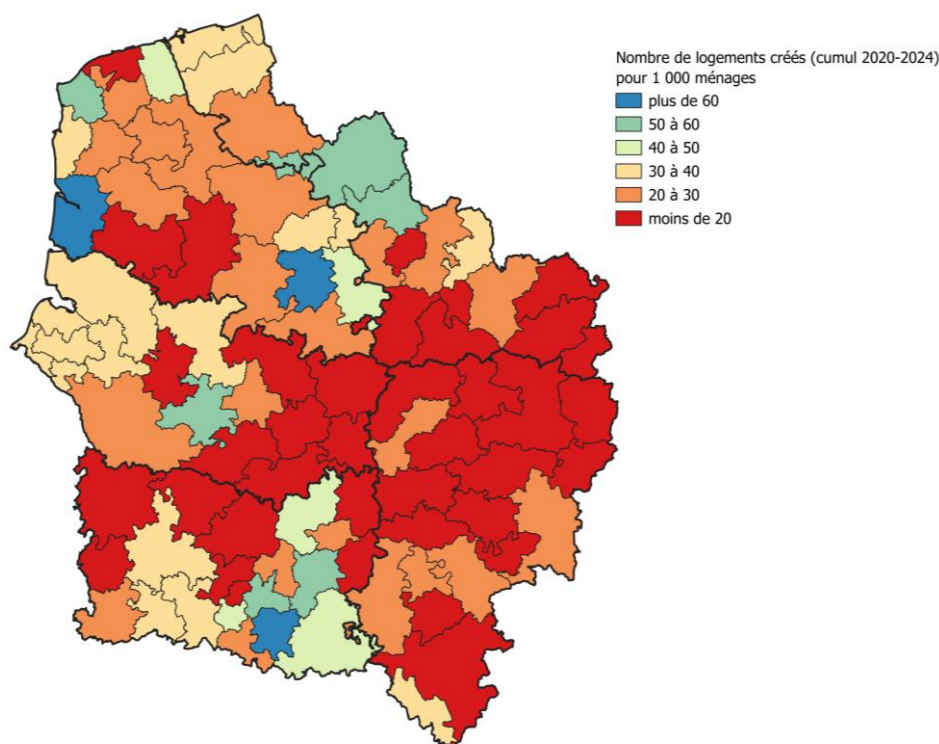 Nombre de logements créés (cumul 2020-2024)
pour 1 000 ménages
plus de 60
50 à 60
40 à 50
30 à 40
20 à 30
moins de 20